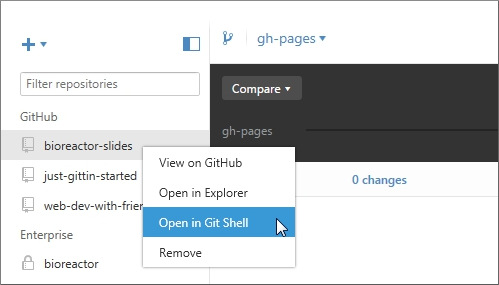 gh-pages
Filter repositories
Compare
GitHub
gh-pages
bioreactor-slides
View on GitHub
just-gittin-started
0 changes
Open in Explorer
web-dev-with-frie
Open in Git Shell
Enterprise
Remove
bioreactor